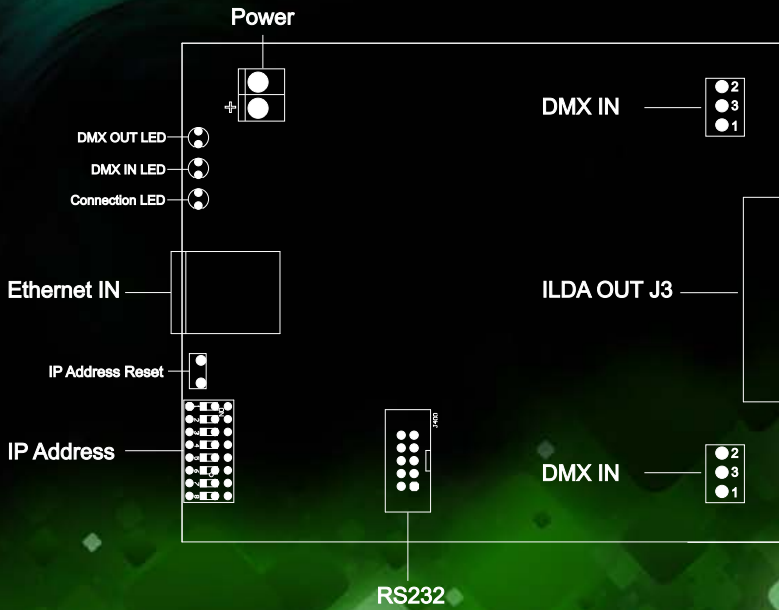 Power
DMX IN
2
3
1
DMX OUT LED
DMX IN LED
Connection LED
Ethernet IN
ILDA OUT J3
IP Address Reset
IP Address
J400
DMX IN
2
3
1
RS232